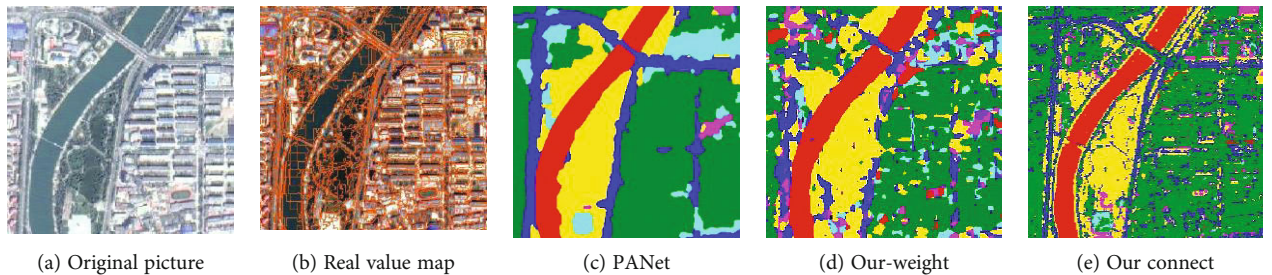 (a) Original picture
(b) Real value map
(c) PANet
(d) Our-weight
(e) Our connect